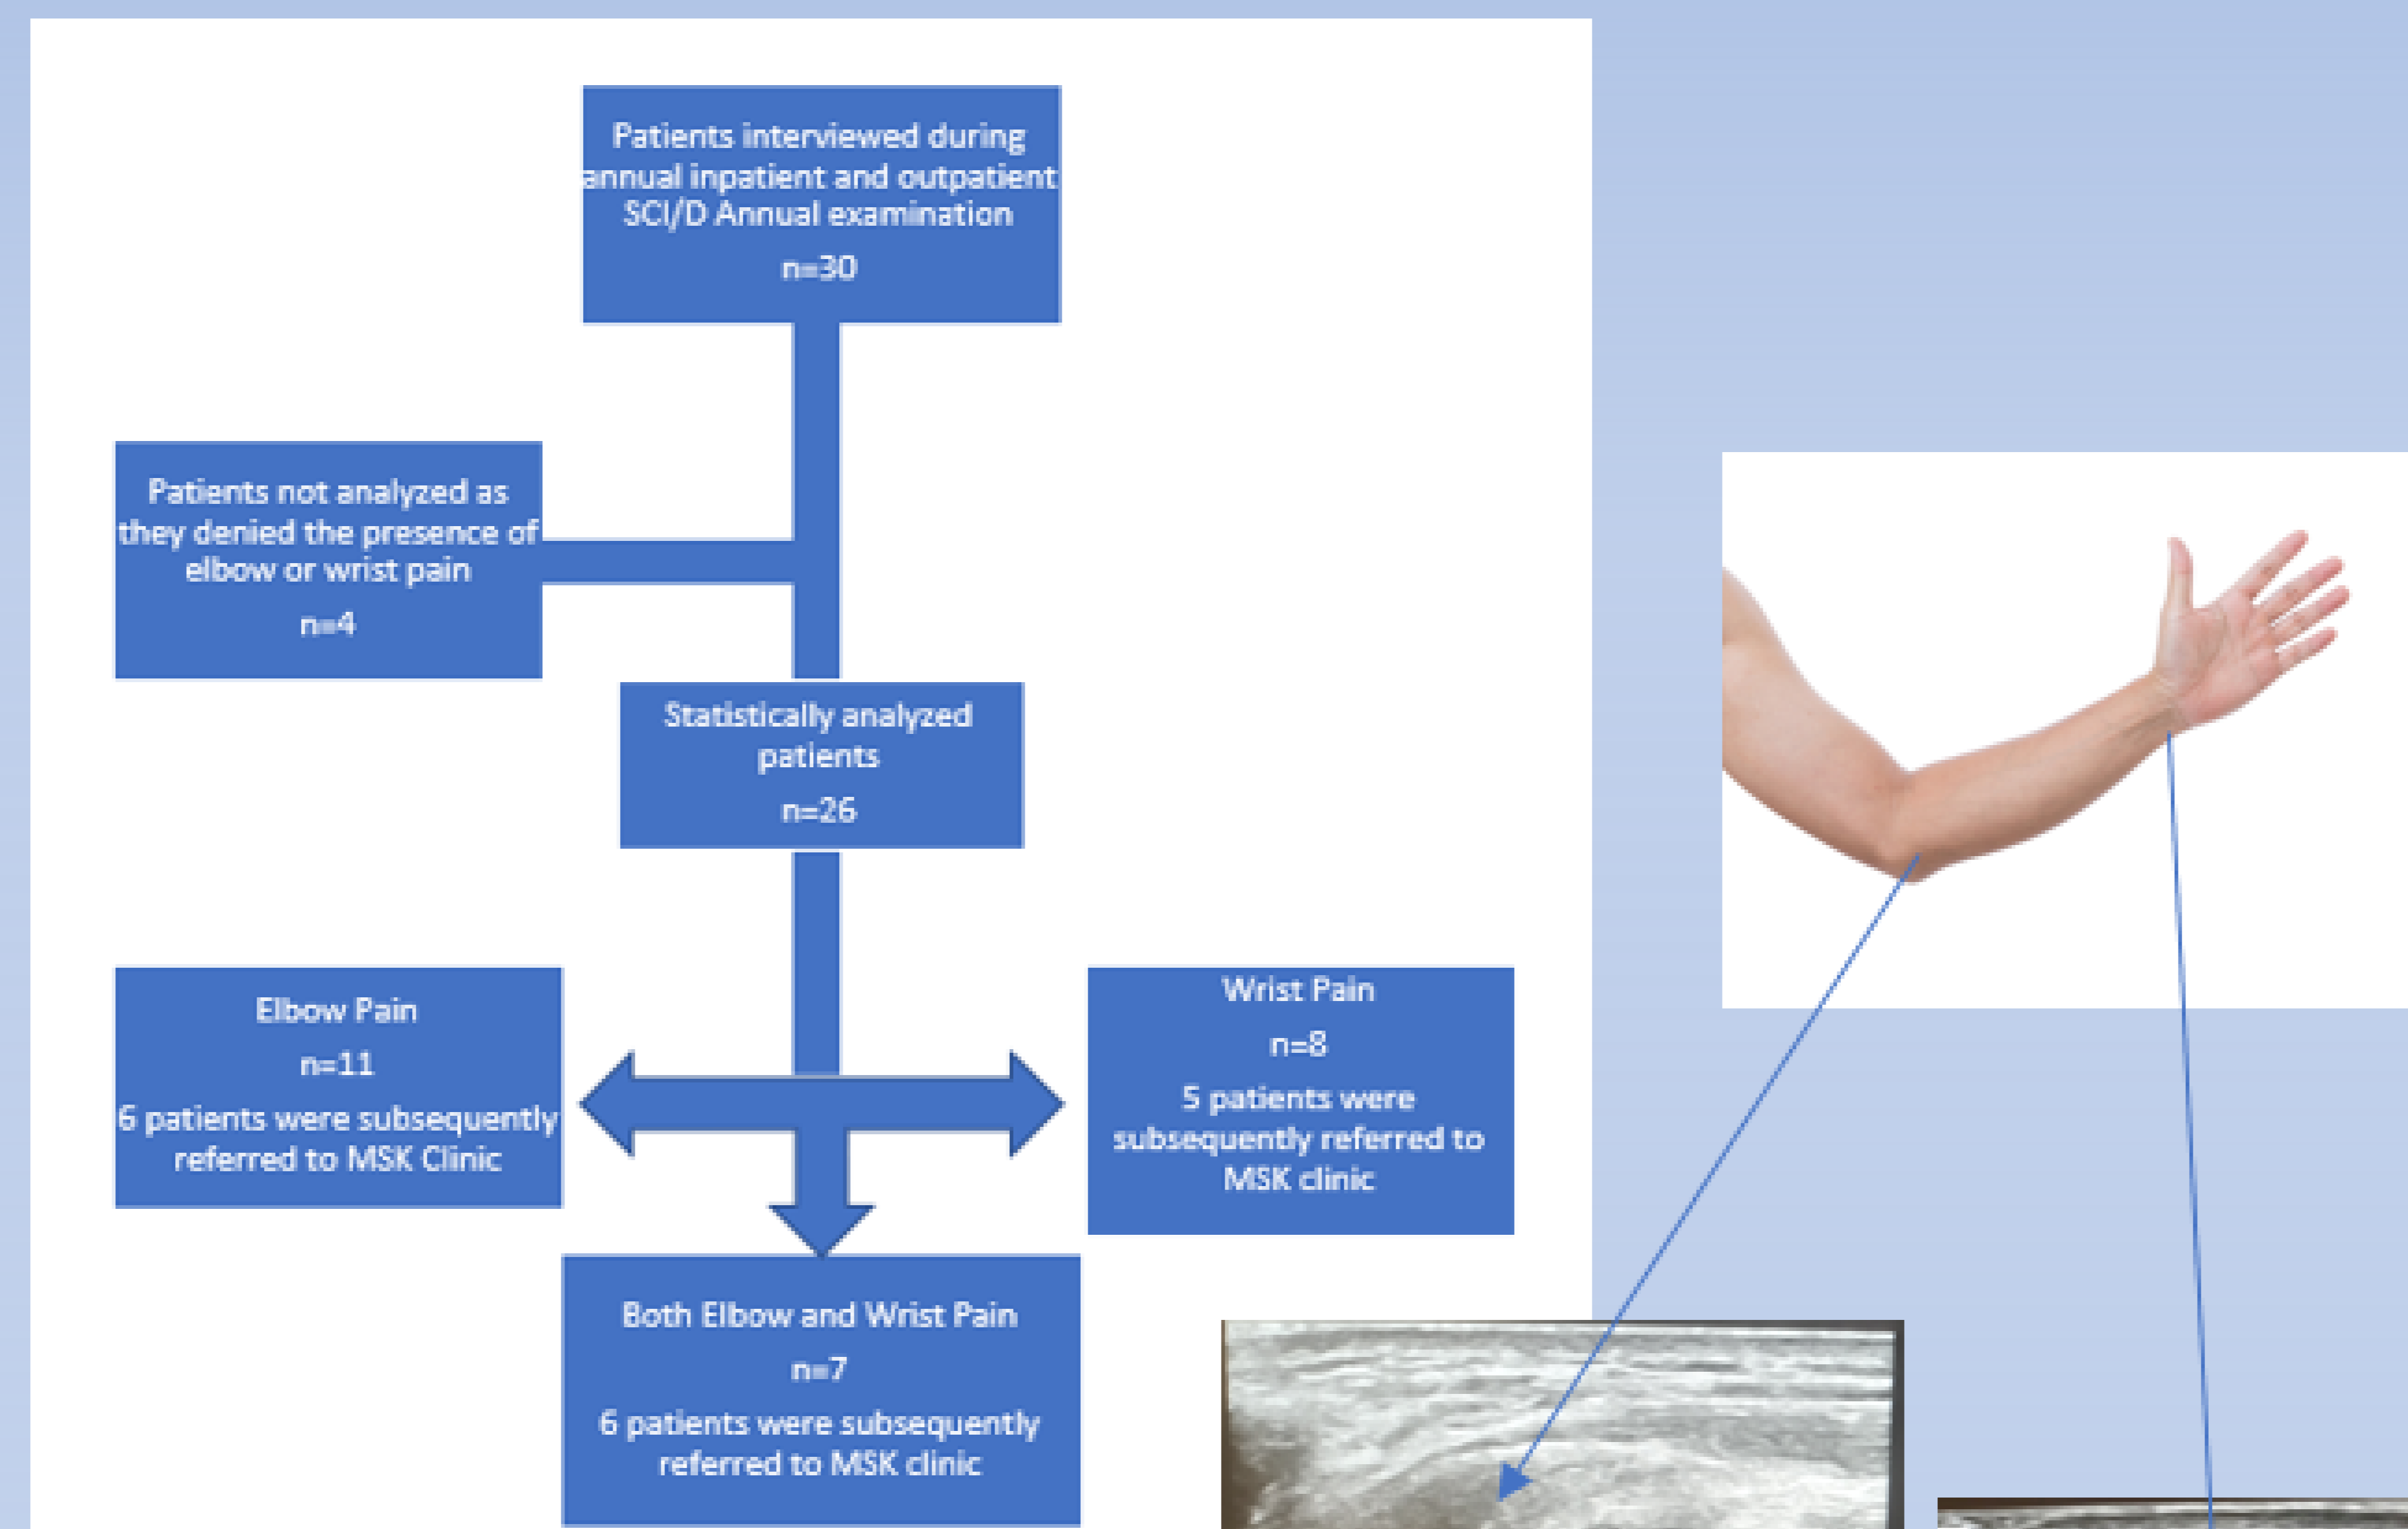 Patients interviewed during
annual inpatient and outpatient
SCI/D Annual examination
n=30
Patients not analyzed as
they denied the presence of
elbow or wrist pain
n=4
Statistically analyzed
patients
n=26
Elbow Pain
n=11
6 patients were subsequently
referred to MSK Clinic
Wrist Pain
n=8
5 patients were
subsequently referred to
MSK clinic
Both Elbow and Wrist Pain
n=7
6 patients were subsequently
referred to MSK clinic